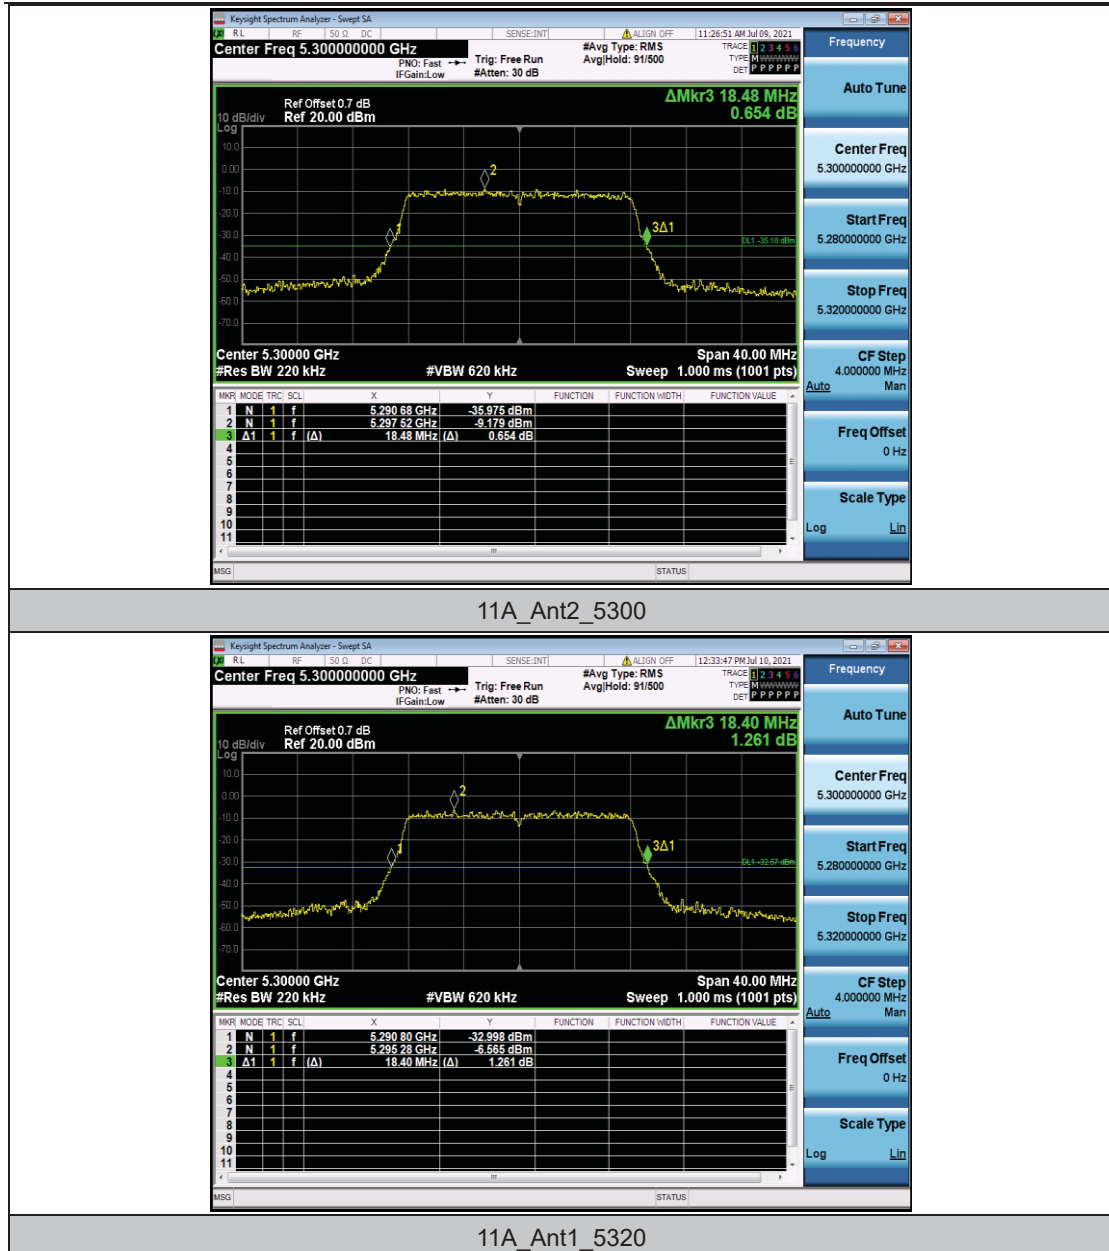 Keysight Spectrum Analyzer - Swept SA
LXI RL RF 50 Ω DC SENSE:INT ALIGN OFF 11:26:51 AM Jul 09, 2021
Center Freq 5.300000000 GHz #Avg Type: RMS TRACE 1 2 3 4 5 6
PNO: Fast Trig: Free Run Avg|Hold: 91/500 TYPE M WWWWW
IFGain:Low #Atten: 30 dB DET P P P P P P
ΔMkr3 18.48 MHz
Ref Offset 0.7 dB
10 dB/div Ref 20.00 dBm 0.654 dB
Log
10.0
0.00
2
-10.0
-20.0
1 3Δ1
-30.0
DL1 -35.18 dBm
-40.0
-50.0
-60.0
-70.0
Center 5.30000 GHz Span 40.00 MHz
#Res BW 220 kHz #VBW 620 kHz Sweep 1.000 ms (1001 pts)
MKR MODE TRC SCL X Y FUNCTION FUNCTION WIDTH FUNCTION VALUE
1 N 1 f 5.290 68 GHz -35.975 dBm
2 N 1 f 5.297 52 GHz -9.179 dBm
3 Δ1 1 f (Δ) 18.48 MHz (Δ) 0.654 dB
4
5
6
7
8
9
10
11
MSG STATUS
Frequency
Auto Tune
Center Freq
5.300000000 GHz
Start Freq
5.280000000 GHz
Stop Freq
5.320000000 GHz
CF Step
4.000000 MHz
Auto Man
Freq Offset
0 Hz
Scale Type
Log Lin
11A_Ant2_5300
Keysight Spectrum Analyzer - Swept SA
LXI RL RF 50 Ω DC SENSE:INT ALIGN OFF 12:33:47 PM Jul 10, 2021
Center Freq 5.300000000 GHz #Avg Type: RMS TRACE 1 2 3 4 5 6
PNO: Fast Trig: Free Run Avg|Hold: 91/500 TYPE M WWWWW
IFGain:Low #Atten: 30 dB DET P P P P P P
ΔMkr3 18.40 MHz
Ref Offset 0.7 dB
10 dB/div Ref 20.00 dBm 1.261 dB
Log
10.0
0.00
2
-10.0
-20.0
1 3Δ1
-30.0
DL1 -32.57 dBm
-40.0
-50.0
-60.0
-70.0
Center 5.30000 GHz Span 40.00 MHz
#Res BW 220 kHz #VBW 620 kHz Sweep 1.000 ms (1001 pts)
MKR MODE TRC SCL X Y FUNCTION FUNCTION WIDTH FUNCTION VALUE
1 N 1 f 5.290 80 GHz -32.998 dBm
2 N 1 f 5.295 28 GHz -6.565 dBm
3 Δ1 1 f (Δ) 18.40 MHz (Δ) 1.261 dB
4
5
6
7
8
9
10
11
MSG STATUS
Frequency
Auto Tune
Center Freq
5.300000000 GHz
Start Freq
5.280000000 GHz
Stop Freq
5.320000000 GHz
CF Step
4.000000 MHz
Auto Man
Freq Offset
0 Hz
Scale Type
Log Lin
11A_Ant1_5320